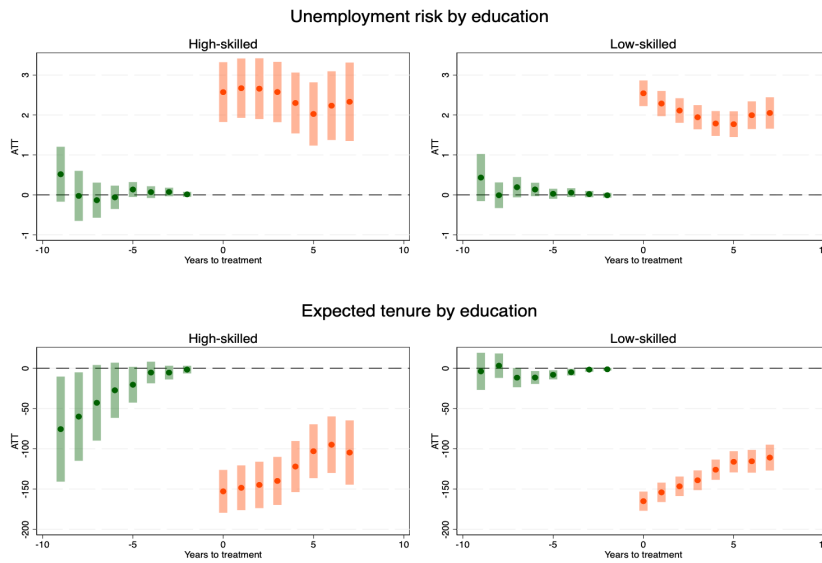 Unemployment risk by education
High-skilled
Low-skilled
3
2
1
0
-1
ATT
-10
-5
0
5
10
Years to treatment
3
2
1
0
-1
ATT
-10
-5
0
5
1
Years to treatment
Expected tenure by education
High-skilled
Low-skilled
0
-50
-100
-150
-200
ATT
-10
-5
0
5
10
Years to treatment
0
-50
-100
-150
-200
ATT
-10
-5
0
5
1
Years to treatment